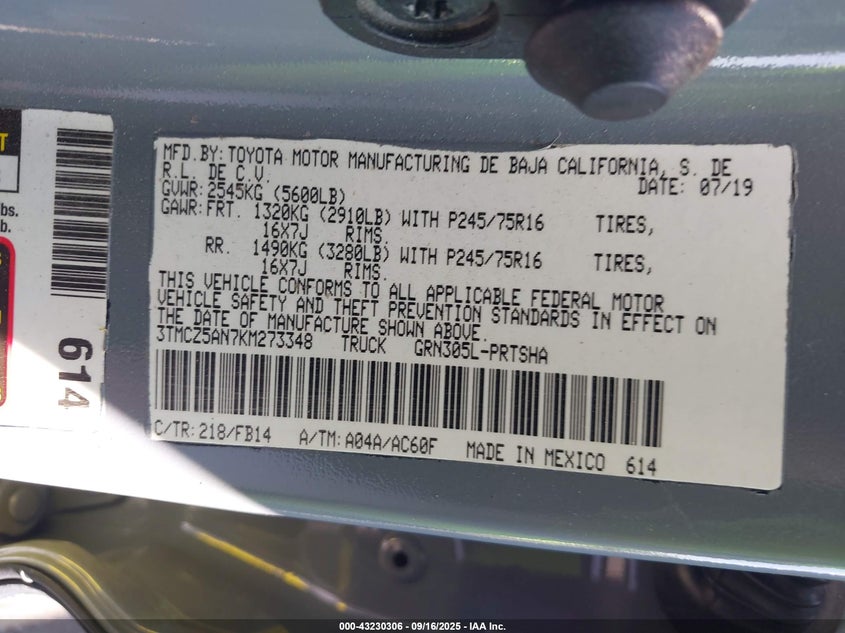 MFD.BY:TOYOTA MOTOR MANUFACTURING DE BAJA CALIFORNIA, S. DE
R.L. DE C.V.
DATE: 07/19
GVWR:2545KG (5600LB)
GAWR:FRT. 1320KG (2910LB) WITH P245/75R16 TIRES,
16X7J RIMS.
RR. 1490KG (3280LB) WITH P245/75R16 TIRES,
16X7J RIMS.
THIS VEHICLE CONFORMS TO ALL APPLICABLE FEDERAL MOTOR
VEHICLE SAFETY AND THEFT PREVENTION STANDARDS IN EFFECT ON
THE DATE OF MANUFACTURE SHOWN ABOVE.
3TMCZ5AN7KM273348 TRUCK GRN305L-PRTSHA
C/TR:218/FB14 A/TM:A04A/AC60F MADE IN MEXICO 614
614
lbs.
b.
000-43230306 - 09/16/2025 - IAA Inc.